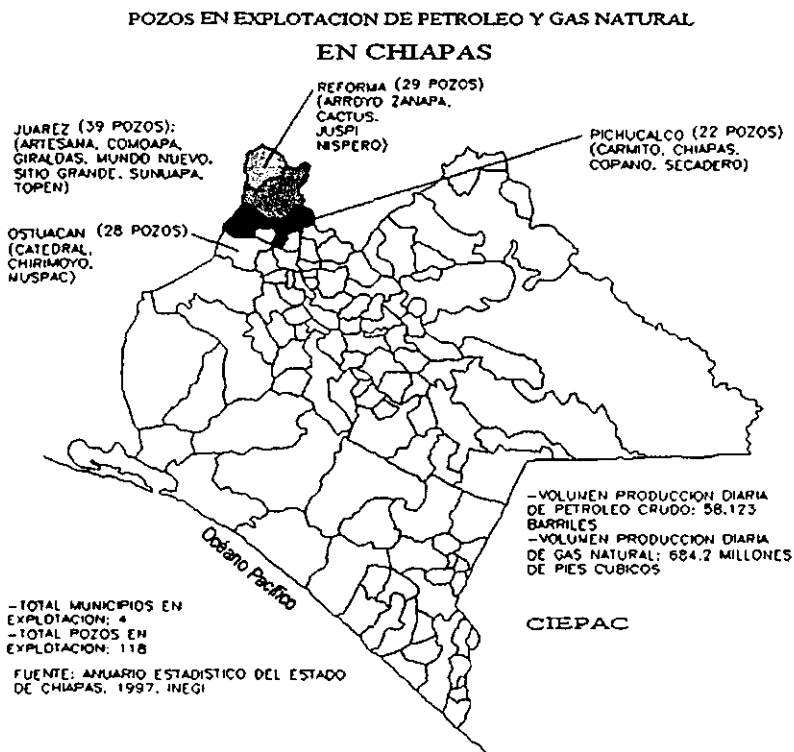 POZOS EN EXPLOTACION DE PETROLEO Y GAS NATURAL
EN CHIAPAS
REFORMA (29 POZOS)
(ARROYO ZANAPA,
CACTUS.
JUSPI
NISPERO)
JUAREZ (39 POZOS);
(ARTESANA, COMOAPA,
GIRALDAS, MUNDO NUEVO,
SITIO GRANDE, SUNUAPA,
TOPEN)
PICHUCALCO (22 POZOS)
(CARMITO, CHIAPAS,
COPANO, SECADERO)
OSTUACAN (28 POZOS)
(CATEDRAL,
CHIRIMOYO,
MUSPAC)
-VOLUMEN PRODUCCION DIARIA
DE PETROLEO CRUDO: 58,123
BARRILES
-VOLUMEN PRODUCCION DIARIA
DE GAS NATURAL: 684.2 MILLONES
DE PIES CUBICOS
Océano Pacífico
-TOTAL MUNICIPIOS EN
EXPLOTACION: 4
-TOTAL POZOS EN
EXPLOTACION: 118
CIEPAC
FUENTE: ANUARIO ESTADISTICO DEL ESTADO
DE CHIAPAS, 1997, INEGI